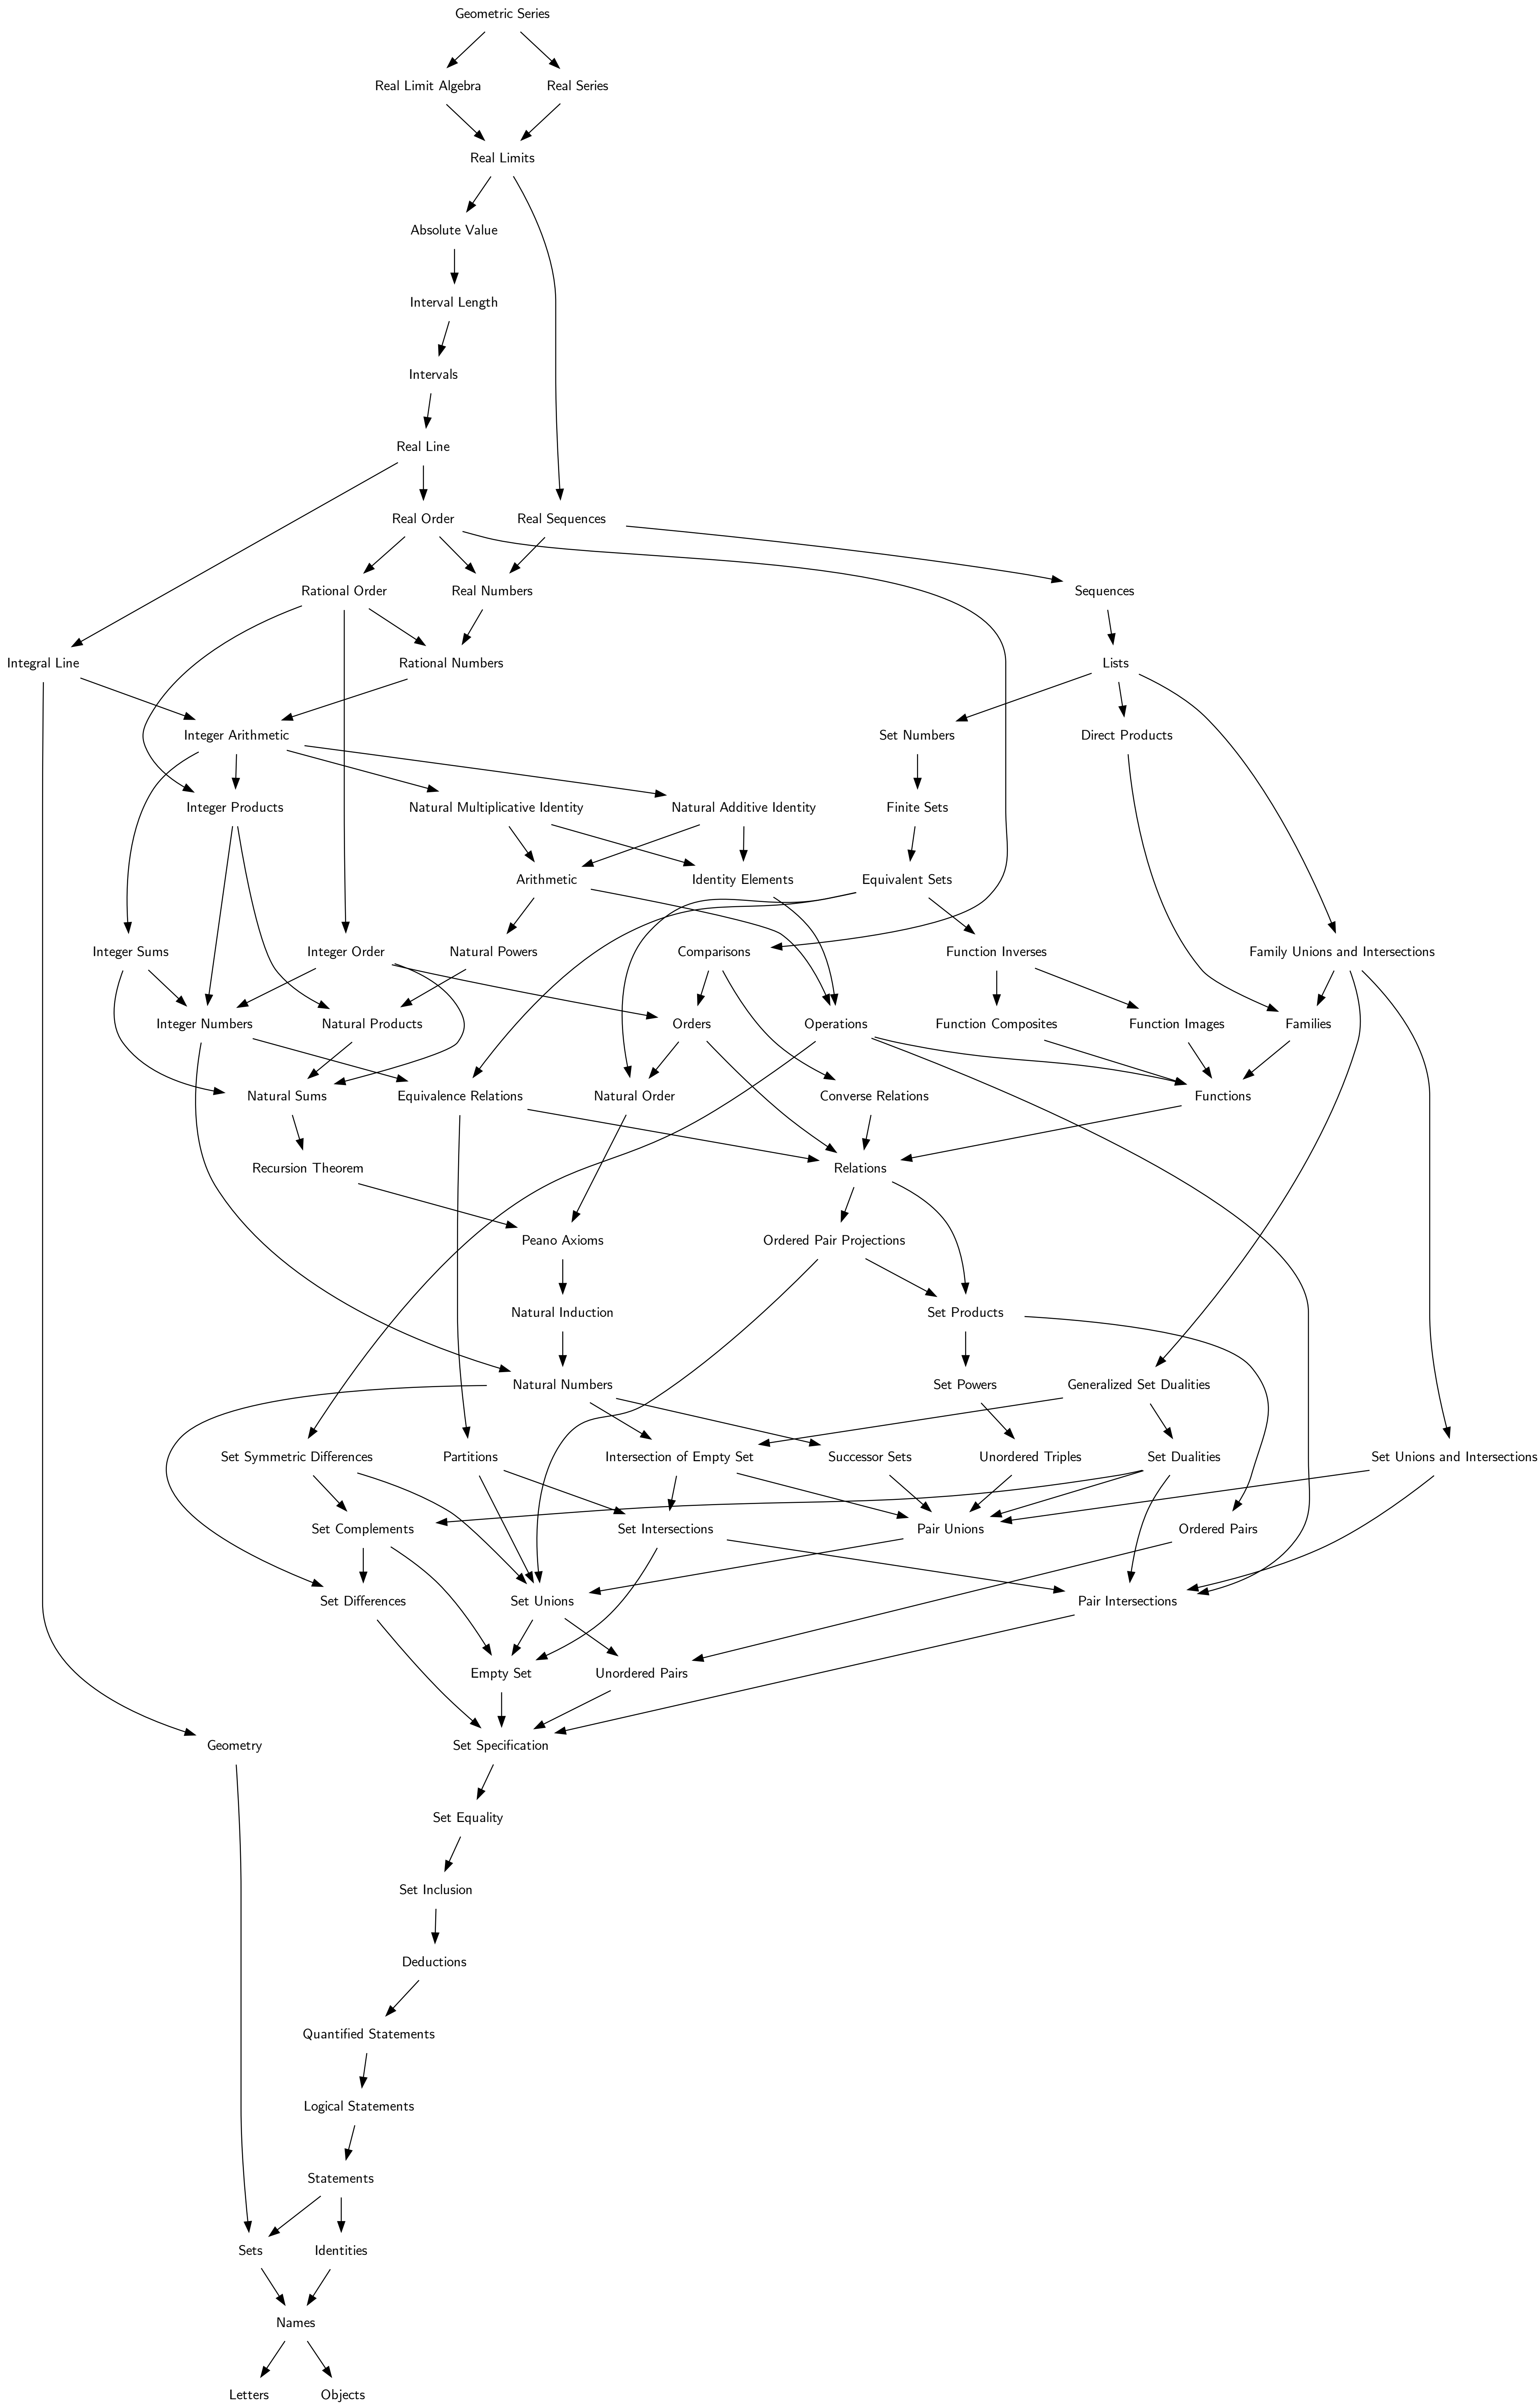 Geometric Series
Real Limit Algebra
Real Series
Real Limits
Absolute Value
Interval Length
Intervals
Real Line
Real Order
Real Sequences
Rational Order
Real Numbers
Sequences
Integral Line
Rational Numbers
Lists
Integer Arithmetic
Set Numbers
Direct Products
Integer Products
Natural Multiplicative Identity
Natural Additive Identity
Finite Sets
Arithmetic
Identity Elements
Equivalent Sets
Integer Sums
Integer Order
Natural Powers
Comparisons
Function Inverses
Family Unions and Intersections
Integer Numbers
Natural Products
Orders
Operations
Function Composites
Function Images
Families
Natural Sums
Equivalence Relations
Natural Order
Converse Relations
Functions
Recursion Theorem
Relations
Peano Axioms
Ordered Pair Projections
Natural Induction
Set Products
Natural Numbers
Set Powers
Generalized Set Dualities
Set Symmetric Differences
Partitions
Intersection of Empty Set
Successor Sets
Unordered Triples
Set Dualities
Set Unions and Intersections
Set Complements
Set Intersections
Pair Unions
Ordered Pairs
Set Differences
Set Unions
Pair Intersections
Empty Set
Unordered Pairs
Geometry
Set Specification
Set Equality
Set Inclusion
Deductions
Quantified Statements
Logical Statements
Statements
Sets
Identities
Names
Letters
Objects